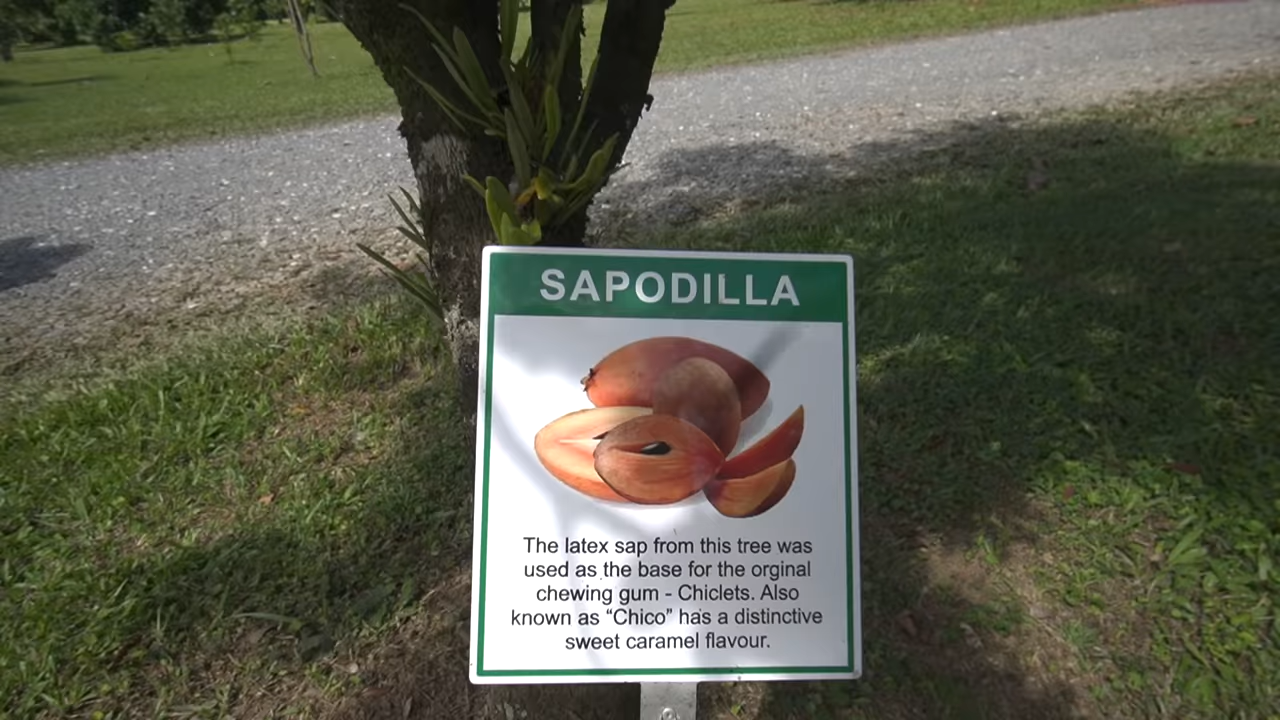 SAPODILLA
The latex sap from this tree was
used as the base for the orginal
chewing gum - Chiclets. Also
known as “Chico” has a distinctive
sweet caramel flavour.